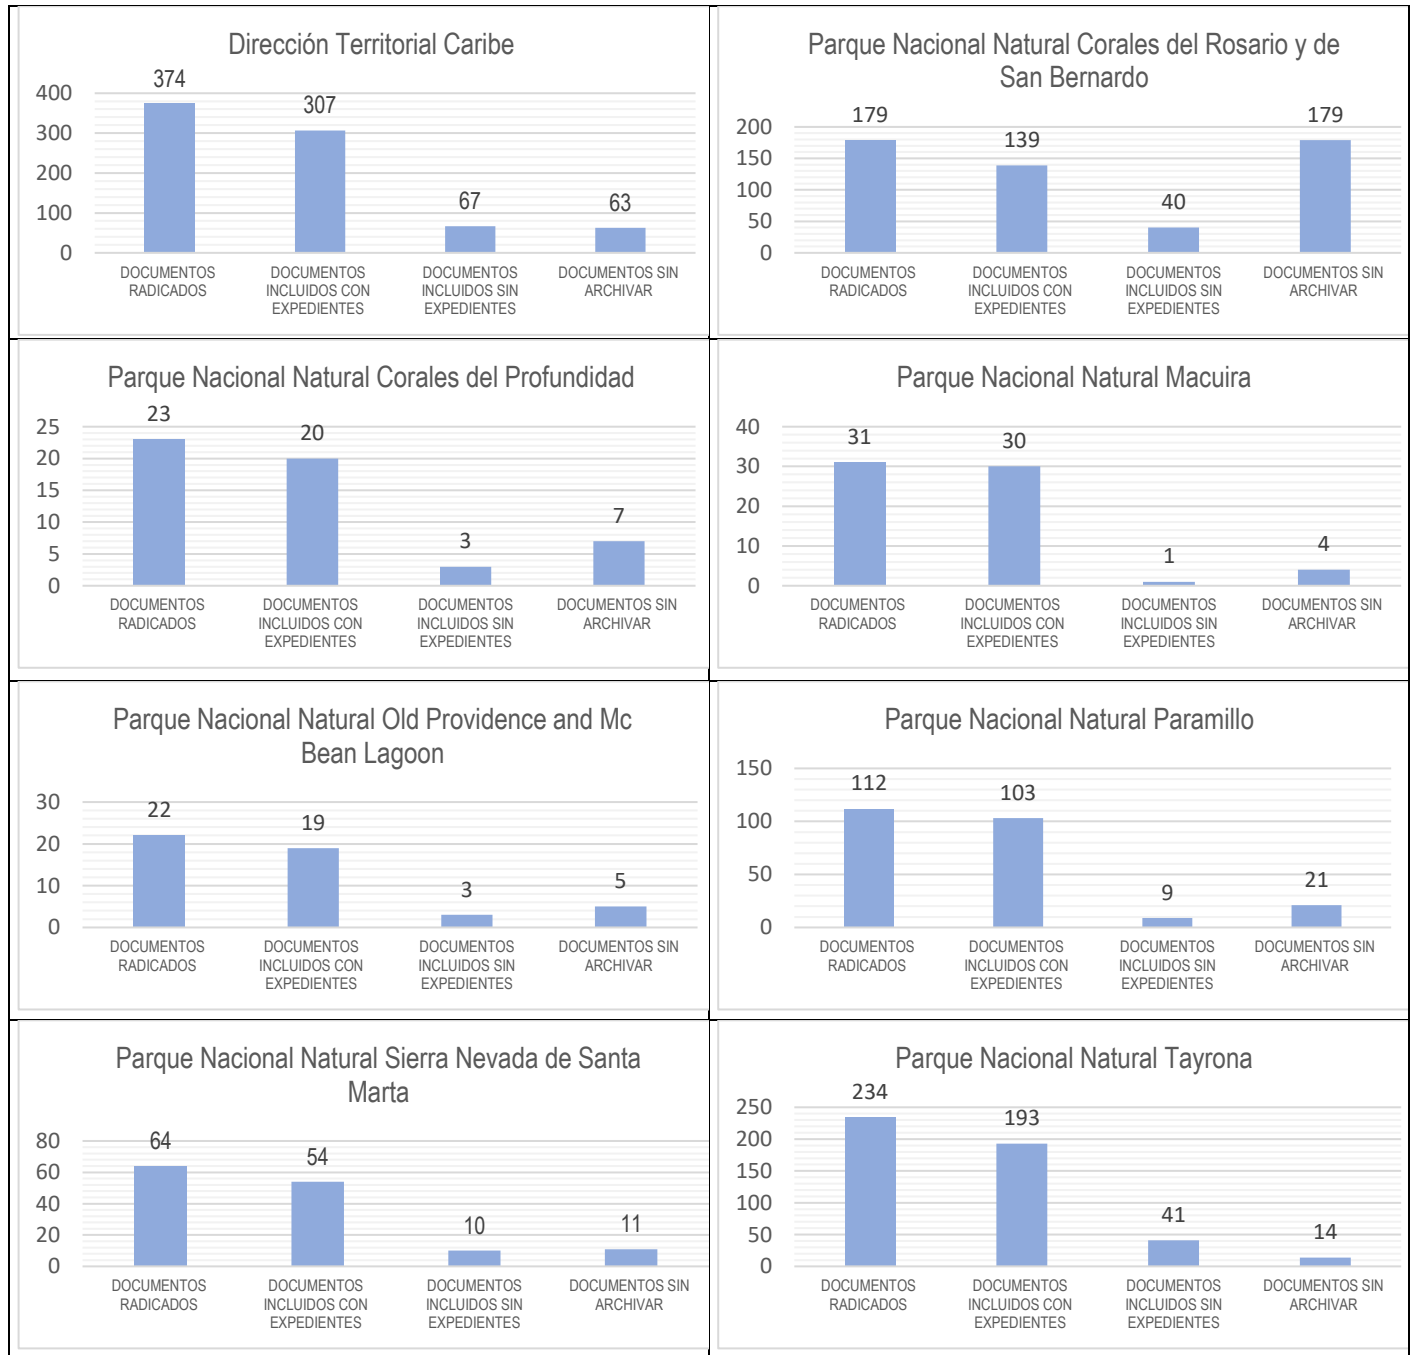 Dirección Territorial Caribe
374
307
67
63
400
300
200
100
0
DOCUMENTOS
RADICADOS
DOCUMENTOS
INCLUIDOS CON
EXPEDIENTES
DOCUMENTOS
INCLUIDOS SIN
EXPEDIENTES
DOCUMENTOS SIN
ARCHIVAR
Parque Nacional Natural Corales del Rosario y de
San Bernardo
179
139
40
179
200
150
100
50
0
DOCUMENTOS
RADICADOS
DOCUMENTOS
INCLUIDOS CON
EXPEDIENTES
DOCUMENTOS
INCLUIDOS SIN
EXPEDIENTES
DOCUMENTOS SIN
ARCHIVAR
Parque Nacional Natural Corales del Profundidad
23
20
3
7
25
20
15
10
5
0
DOCUMENTOS
RADICADOS
DOCUMENTOS
INCLUIDOS CON
EXPEDIENTES
DOCUMENTOS
INCLUIDOS SIN
EXPEDIENTES
DOCUMENTOS SIN
ARCHIVAR
Parque Nacional Natural Macuira
31
30
1
4
40
30
20
10
0
DOCUMENTOS
RADICADOS
DOCUMENTOS
INCLUIDOS CON
EXPEDIENTES
DOCUMENTOS
INCLUIDOS SIN
EXPEDIENTES
DOCUMENTOS SIN
ARCHIVAR
Parque Nacional Natural Old Providence and Mc
Bean Lagoon
22
19
3
5
30
20
10
0
DOCUMENTOS
RADICADOS
DOCUMENTOS
INCLUIDOS CON
EXPEDIENTES
DOCUMENTOS
INCLUIDOS SIN
EXPEDIENTES
DOCUMENTOS SIN
ARCHIVAR
Parque Nacional Natural Paramillo
112
103
9
21
150
100
50
0
DOCUMENTOS
RADICADOS
DOCUMENTOS
INCLUIDOS CON
EXPEDIENTES
DOCUMENTOS
INCLUIDOS SIN
EXPEDIENTES
DOCUMENTOS SIN
ARCHIVAR
Parque Nacional Natural Sierra Nevada de Santa
Marta
64
54
10
11
80
60
40
20
0
DOCUMENTOS
RADICADOS
DOCUMENTOS
INCLUIDOS CON
EXPEDIENTES
DOCUMENTOS
INCLUIDOS SIN
EXPEDIENTES
DOCUMENTOS SIN
ARCHIVAR
Parque Nacional Natural Tayrona
234
193
41
14
250
200
150
100
50
0
DOCUMENTOS
RADICADOS
DOCUMENTOS
INCLUIDOS CON
EXPEDIENTES
DOCUMENTOS
INCLUIDOS SIN
EXPEDIENTES
DOCUMENTOS SIN
ARCHIVAR